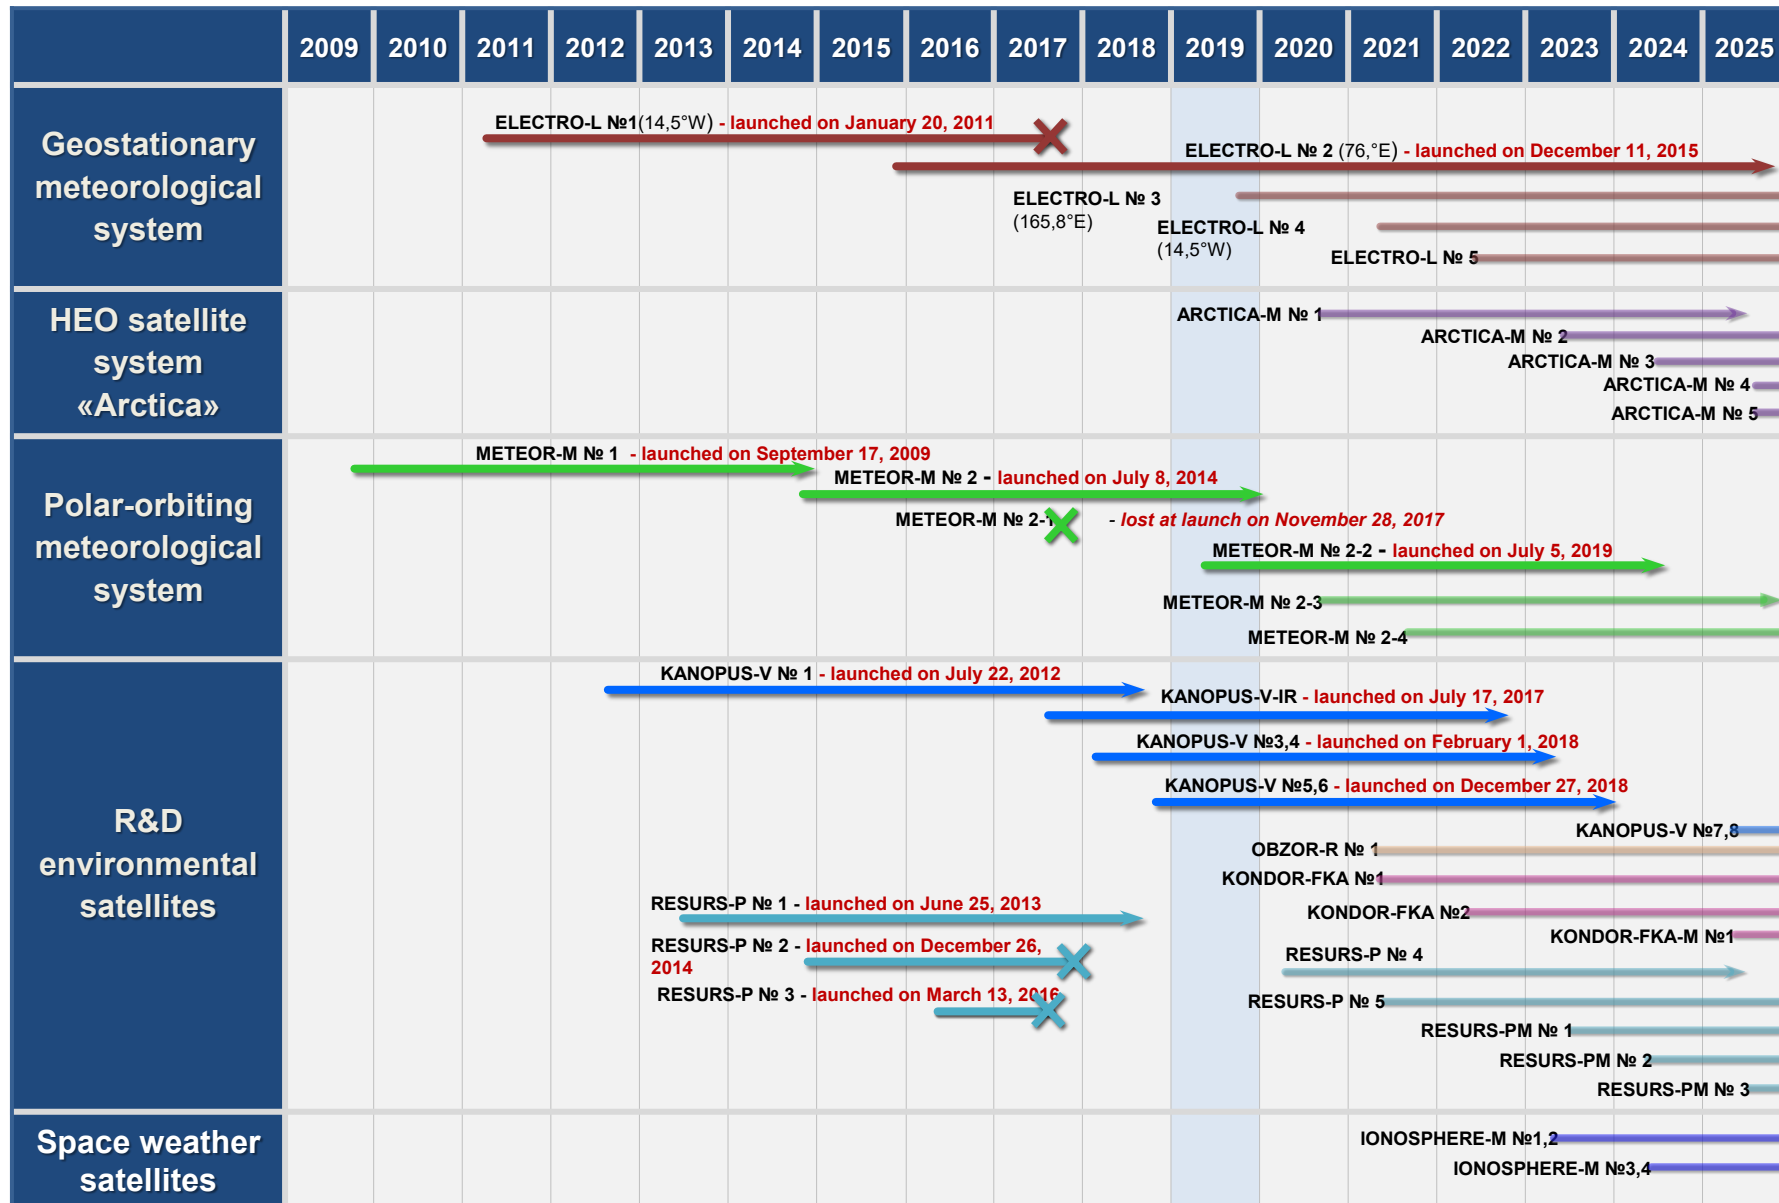 2009 2010 2011 2012 2013 2014 2015 2016 2017 2018 2019 2020 2021 2022 2023 2024 2025
Geostationary
meteorological
system
ELECTRO-L №1(14,5°W) - launched on January 20, 2011
ELECTRO-L № 2 (76,°E) - launched on December 11, 2015
ELECTRO-L № 3
(165,8°E)
ELECTRO-L № 4
(14,5°W)
ELECTRO-L № 5
HEO satellite
system
«Arctica»
ARCTICA-M № 1
ARCTICA-M № 2
ARCTICA-M № 3
ARCTICA-M № 4
ARCTICA-M № 5
Polar-orbiting
meteorological
system
METEOR-M № 1 - launched on September 17, 2009
METEOR-M № 2 - launched on July 8, 2014
METEOR-M № 2-1 - lost at launch on November 28, 2017
METEOR-M № 2-2 - launched on July 5, 2019
METEOR-M № 2-3
METEOR-M № 2-4
R&D
environmental
satellites
KANOPUS-V № 1 - launched on July 22, 2012
KANOPUS-V-IR - launched on July 17, 2017
KANOPUS-V №3,4 - launched on February 1, 2018
KANOPUS-V №5,6 - launched on December 27, 2018
KANOPUS-V №7,8
OBZOR-R № 1
KONDOR-FKA №1
RESURS-P № 1 - launched on June 25, 2013
KONDOR-FKA №2
KONDOR-FKA-M №1
RESURS-P № 2 - launched on December 26,
2014
RESURS-P № 4
RESURS-P № 3 - launched on March 13, 2016
RESURS-P № 5
RESURS-PM № 1
RESURS-PM № 2
RESURS-PM № 3
Space weather
satellites
IONOSPHERE-M №1,2
IONOSPHERE-M №3,4